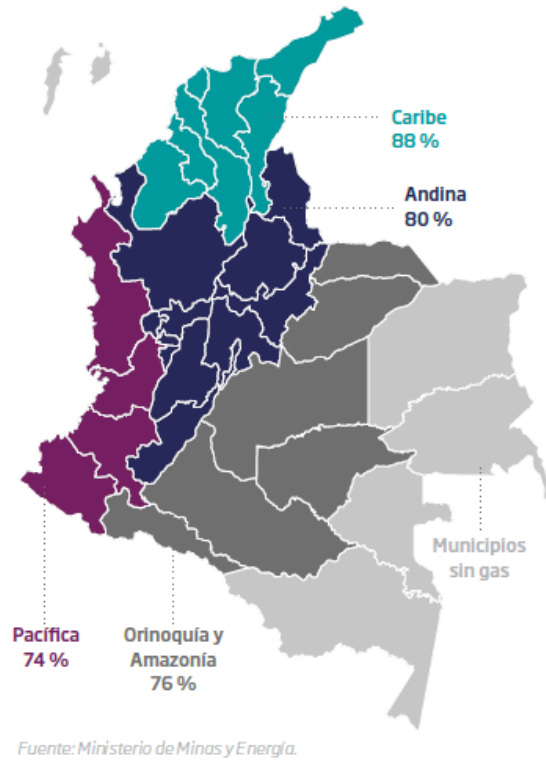 Caribe
88 %
Andina
80 %
Municipios
sin gas
Pacífica
74 %
Orinoquía y
Amazonía
76 %
Fuente: Ministerio de Minas y Energía.